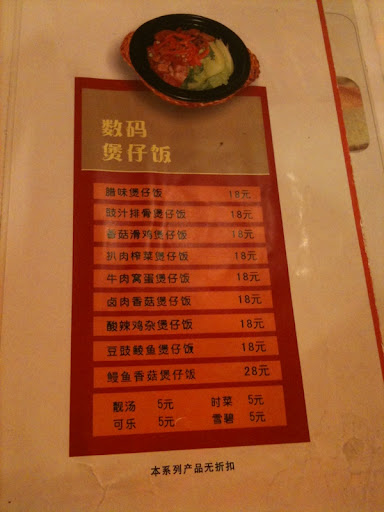 数码
煲仔饭
腊味煲仔饭 18元
豉汁排骨煲仔饭 18元
香菇滑鸡煲仔饭 18元
扒肉榨菜煲仔饭 18元
牛肉窝蛋煲仔饭 18元
卤肉香菇煲仔饭 18元
酸辣鸡杂煲仔饭 18元
豆豉鲮鱼煲仔饭 18元
鳗鱼香菇煲仔饭 28元
靓汤 5元 时菜 5元
可乐 5元 雪碧 5元
本系列产品无折扣